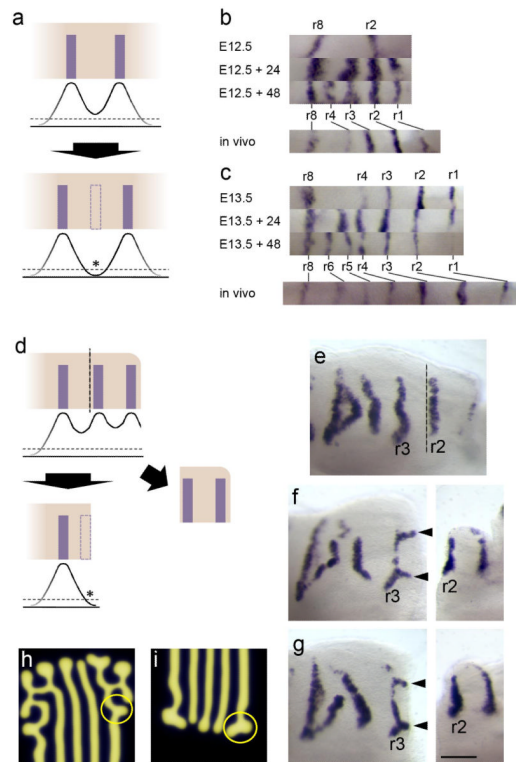 a
b
r8 r2
E12.5
E12.5 + 24
E12.5 + 48
r8 r4 r3 r2 r1
in vivo
c
r8 r4 r3 r2 r1
E13.5
E13.5 + 24
E13.5 + 48
r8 r6 r5 r4 r3 r2 r1
in vivo
*
d
*
e
r3 r2
f
r3 r2
g
r3 r2
h
i